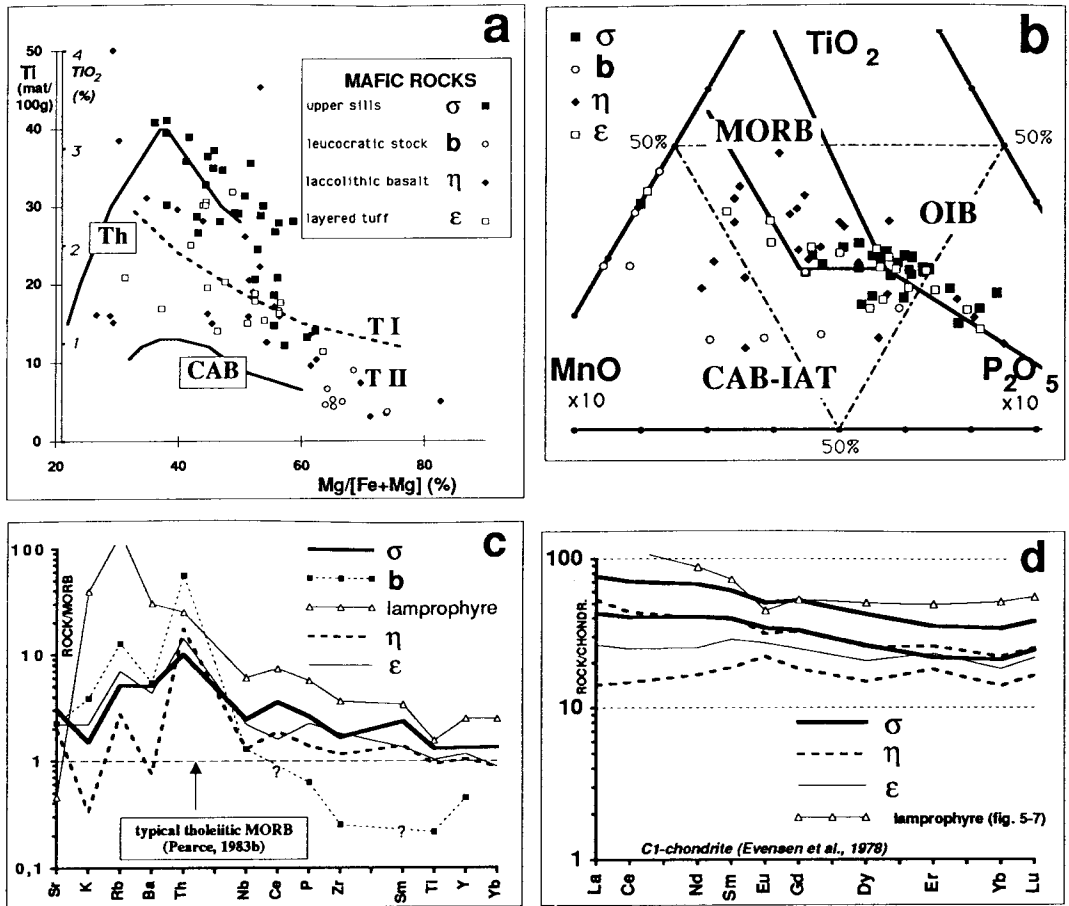 a
50
TI
(mat/
100g)
4
TIO2
(%)
40
3
30
2
20
1
10
0
MAFIC ROCKS
upper sills σ
leucocratic stock b
laccolithic basalt η
layered tuff ε
Th
T I
CAB
T II
20 40 60 80
Mg/[Fe+Mg] (%)
b
σ
b
η
ε
TiO2
50%
MORB
50%
OIB
MnO
x10
CAB-IAT
P2O5
x10
50%
c
100
10
1
0,1
ROCK/MORB
σ
b
lamprophyre
η
ε
?
?
typical tholeiitic MORB
(Pearce, 1983b)
Sr K Rb Ba Th Nb Ce P Zr Sm Ti Y Yb
d
100
10
1
ROCK/CHONDR.
σ
η
ε
lamprophyre (fig. 5-7)
C1-chondrite (Evensen et al., 1978)
La Ce Nd Sm Eu Gd Dy Er Yb Lu